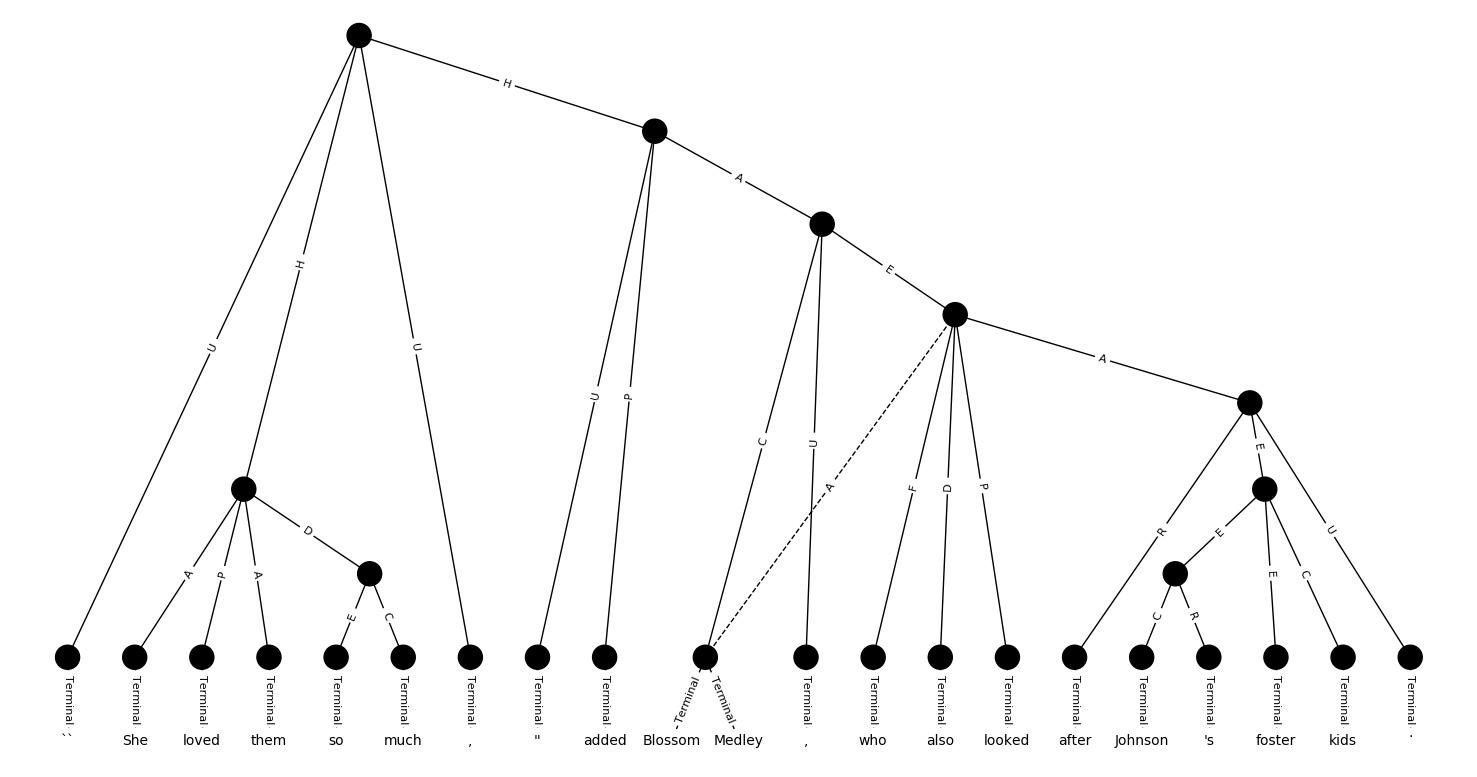 H
A
E
A
H
U
U
U
P
C
U
A
F
D
P
R
E
U
A
P
A
D
E
C
E
E
C
C
R
Terminal Terminal Terminal Terminal Terminal Terminal Terminal Terminal Terminal Terminal Terminal Terminal Terminal Terminal Terminal Terminal Terminal Terminal Terminal Terminal Terminal
`` She loved them so much , " added Blossom Medley , who also looked after Johnson 's foster kids .